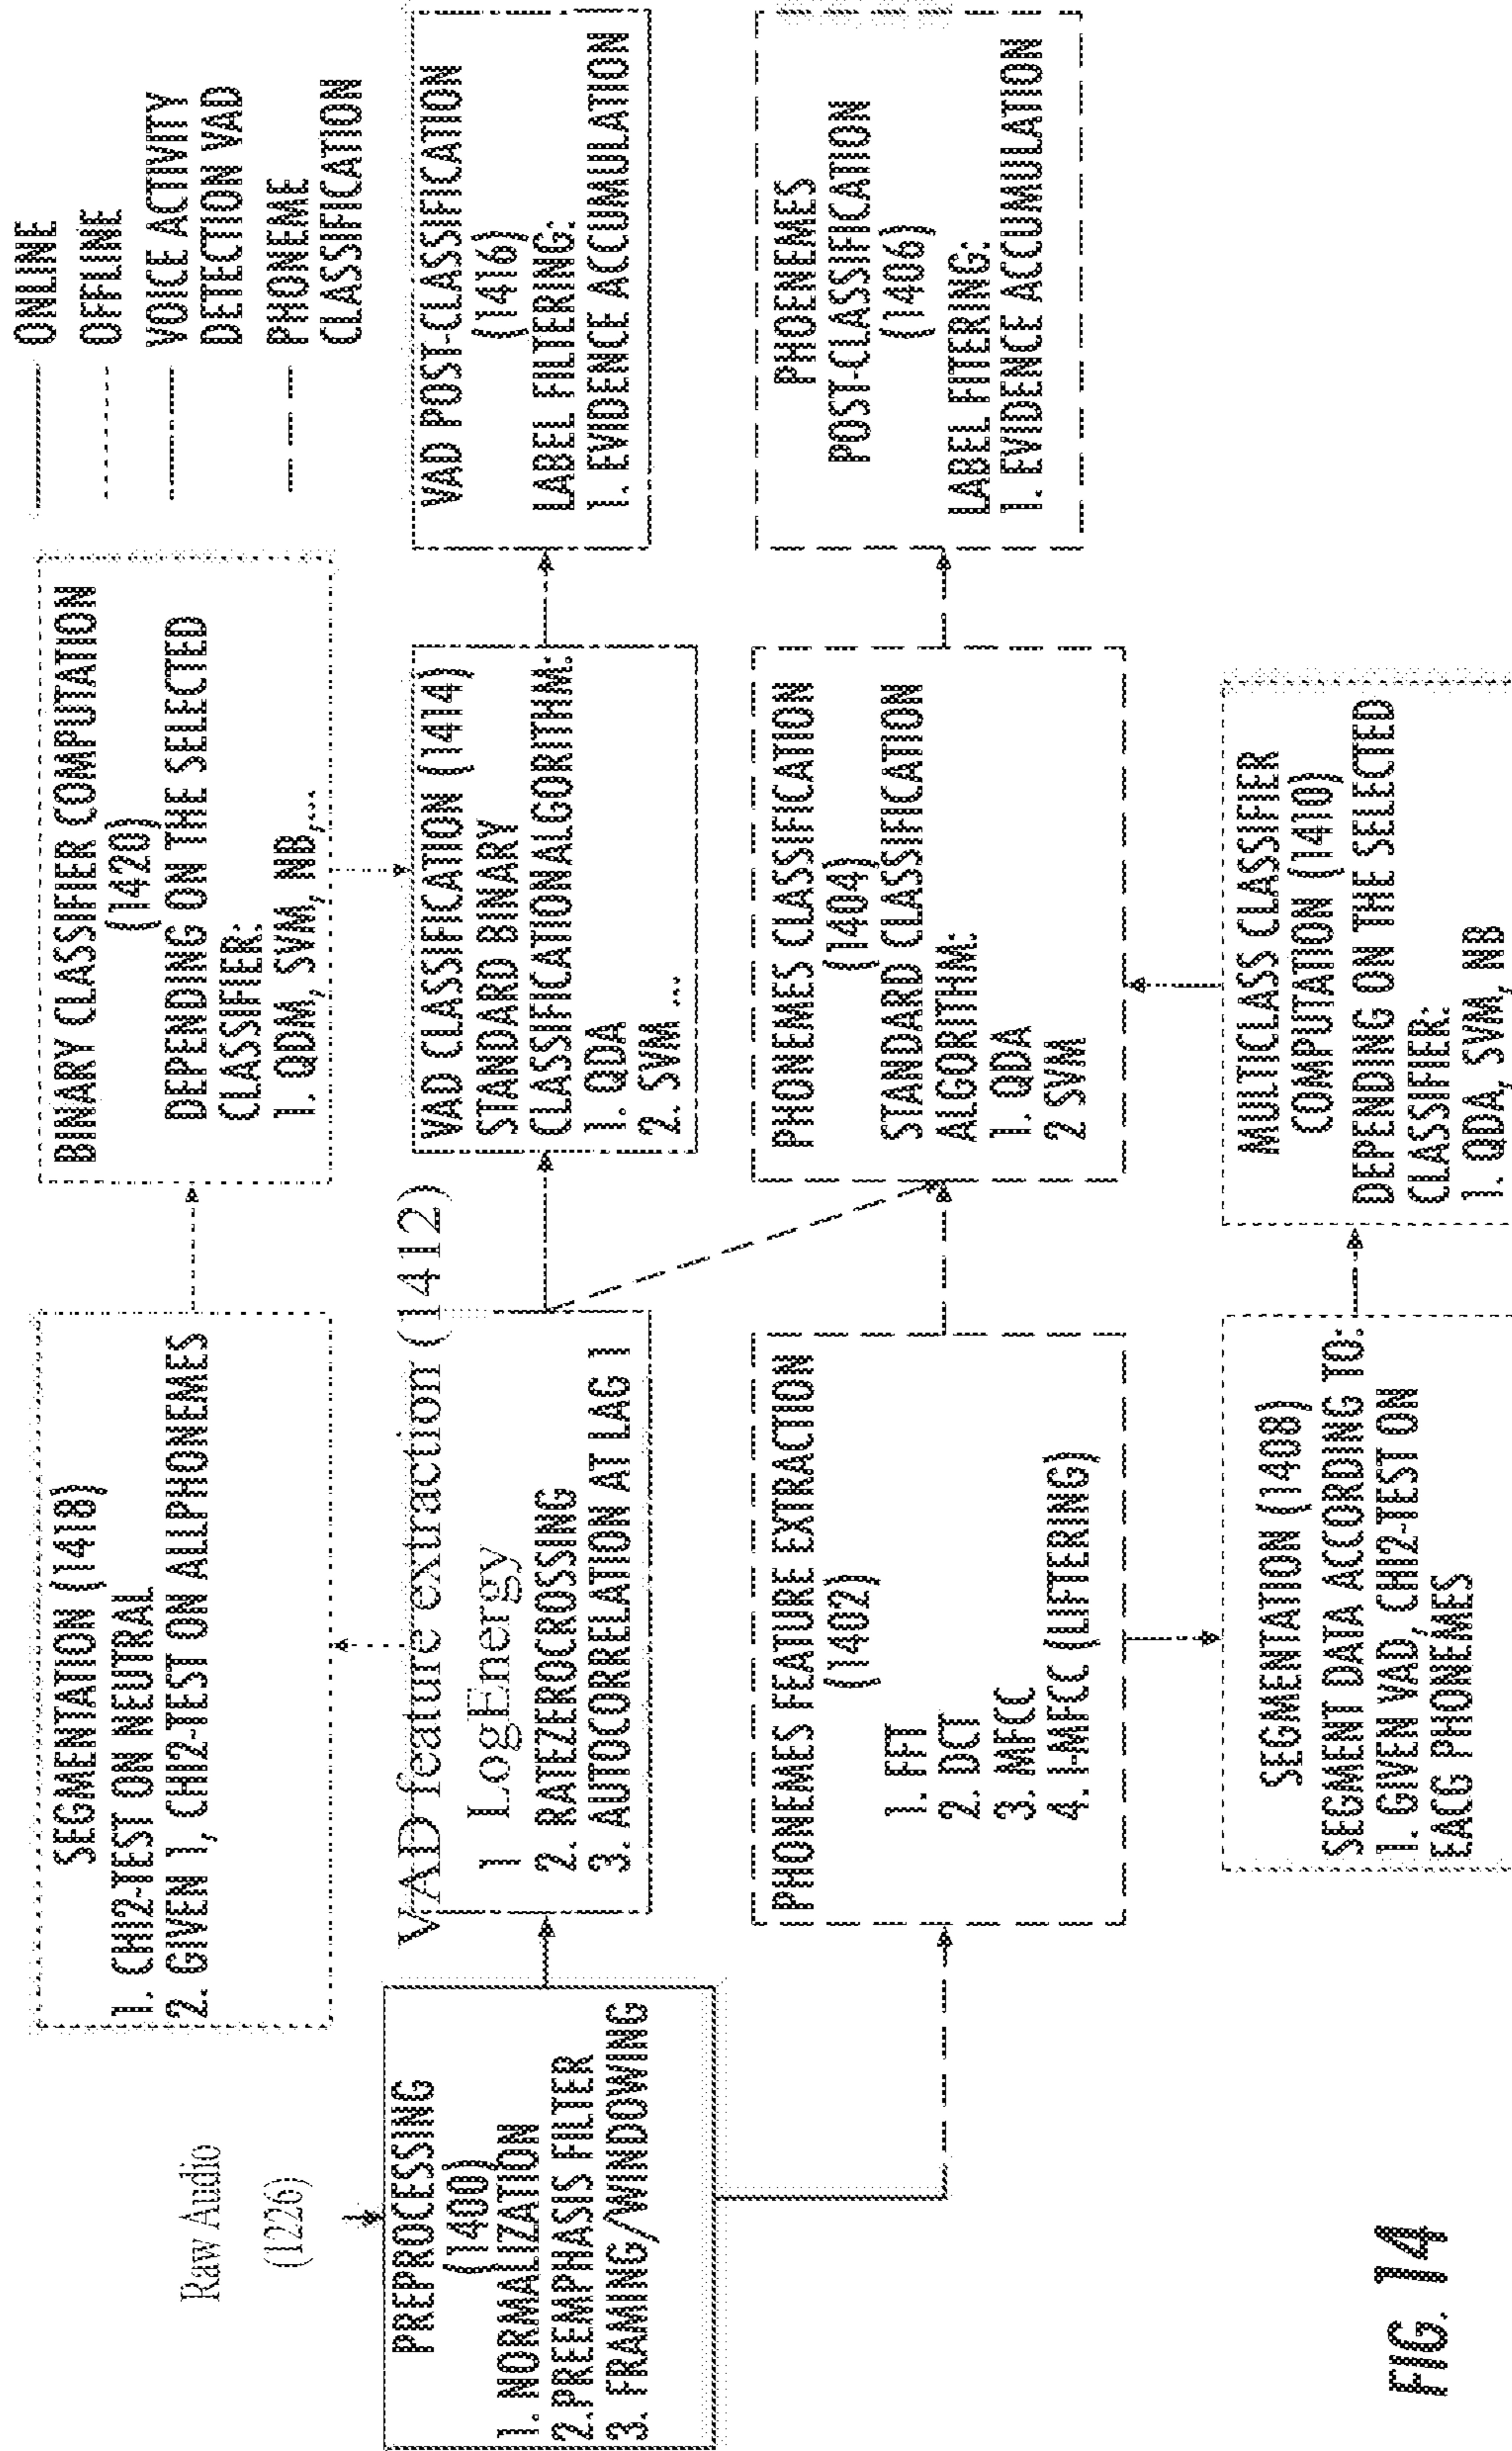 Raw Audio
(1226)
PREPROCESSING
(1400)
1. NORMALIZATION
2.PREEMPHASIS FILTER
3. FRAMING/WINDOWING
SEGMENTATION (1418)
1. CHI2-TEST ON NEUTRAL
2. GIVEN 1, CHI2-TEST ON ALLPHONEMES
VAD feature extraction (1412)
1 LogEnergy
2. RATEZEROCROSSING
3. AUTOCORRELATION AT LAG 1
PHONEMES FEATURE EXTRACTION
(1402)
1. FFT
2. DCT
3. MFCC
4. I-MFCC (LIFTERING)
SEGMENTATION (1408)
SEGMENT DATA ACCORDING TO:
1. GIVEN VAD, CHI2-TEST ON
EACG PHONEMES
BINARY CLASSIFIER COMPUTATION
(1420)
DEPENDING ON THE SELECTED
CLASSIFIER:
1. QDM, SVM, NB,...
VAD CLASSIFICATION (1414)
STANDARD BINARY
CLASSIFICATIONALGORITHM:
1. QDA
2. SVM ...
PHONEMES CLASSIFICATION
(1404)
STANDARD CLASSIFICATION
ALGORITHM:
1. QDA
2 SVM
MULTICLASS CLASSIFIER
COMPUTATION (1410)
DEPENDING ON THE SELECTED
CLASSIFIER:
1. QDA, SVM, NB
ONLINE
OFFLINE
VOICE ACTIVITY
DETECTION VAD
PHONEME
CLASSIFICATION
VAD POST-CLASSIFICATION
(1416)
LABEL FILTERING:
1. EVIDENCE ACCUMULATION
PHOENEMES
POST-CLASSIFICATION
(1406)
LABEL FITERING:
1. EVIDENCE ACCUMULATION
FIG. 14